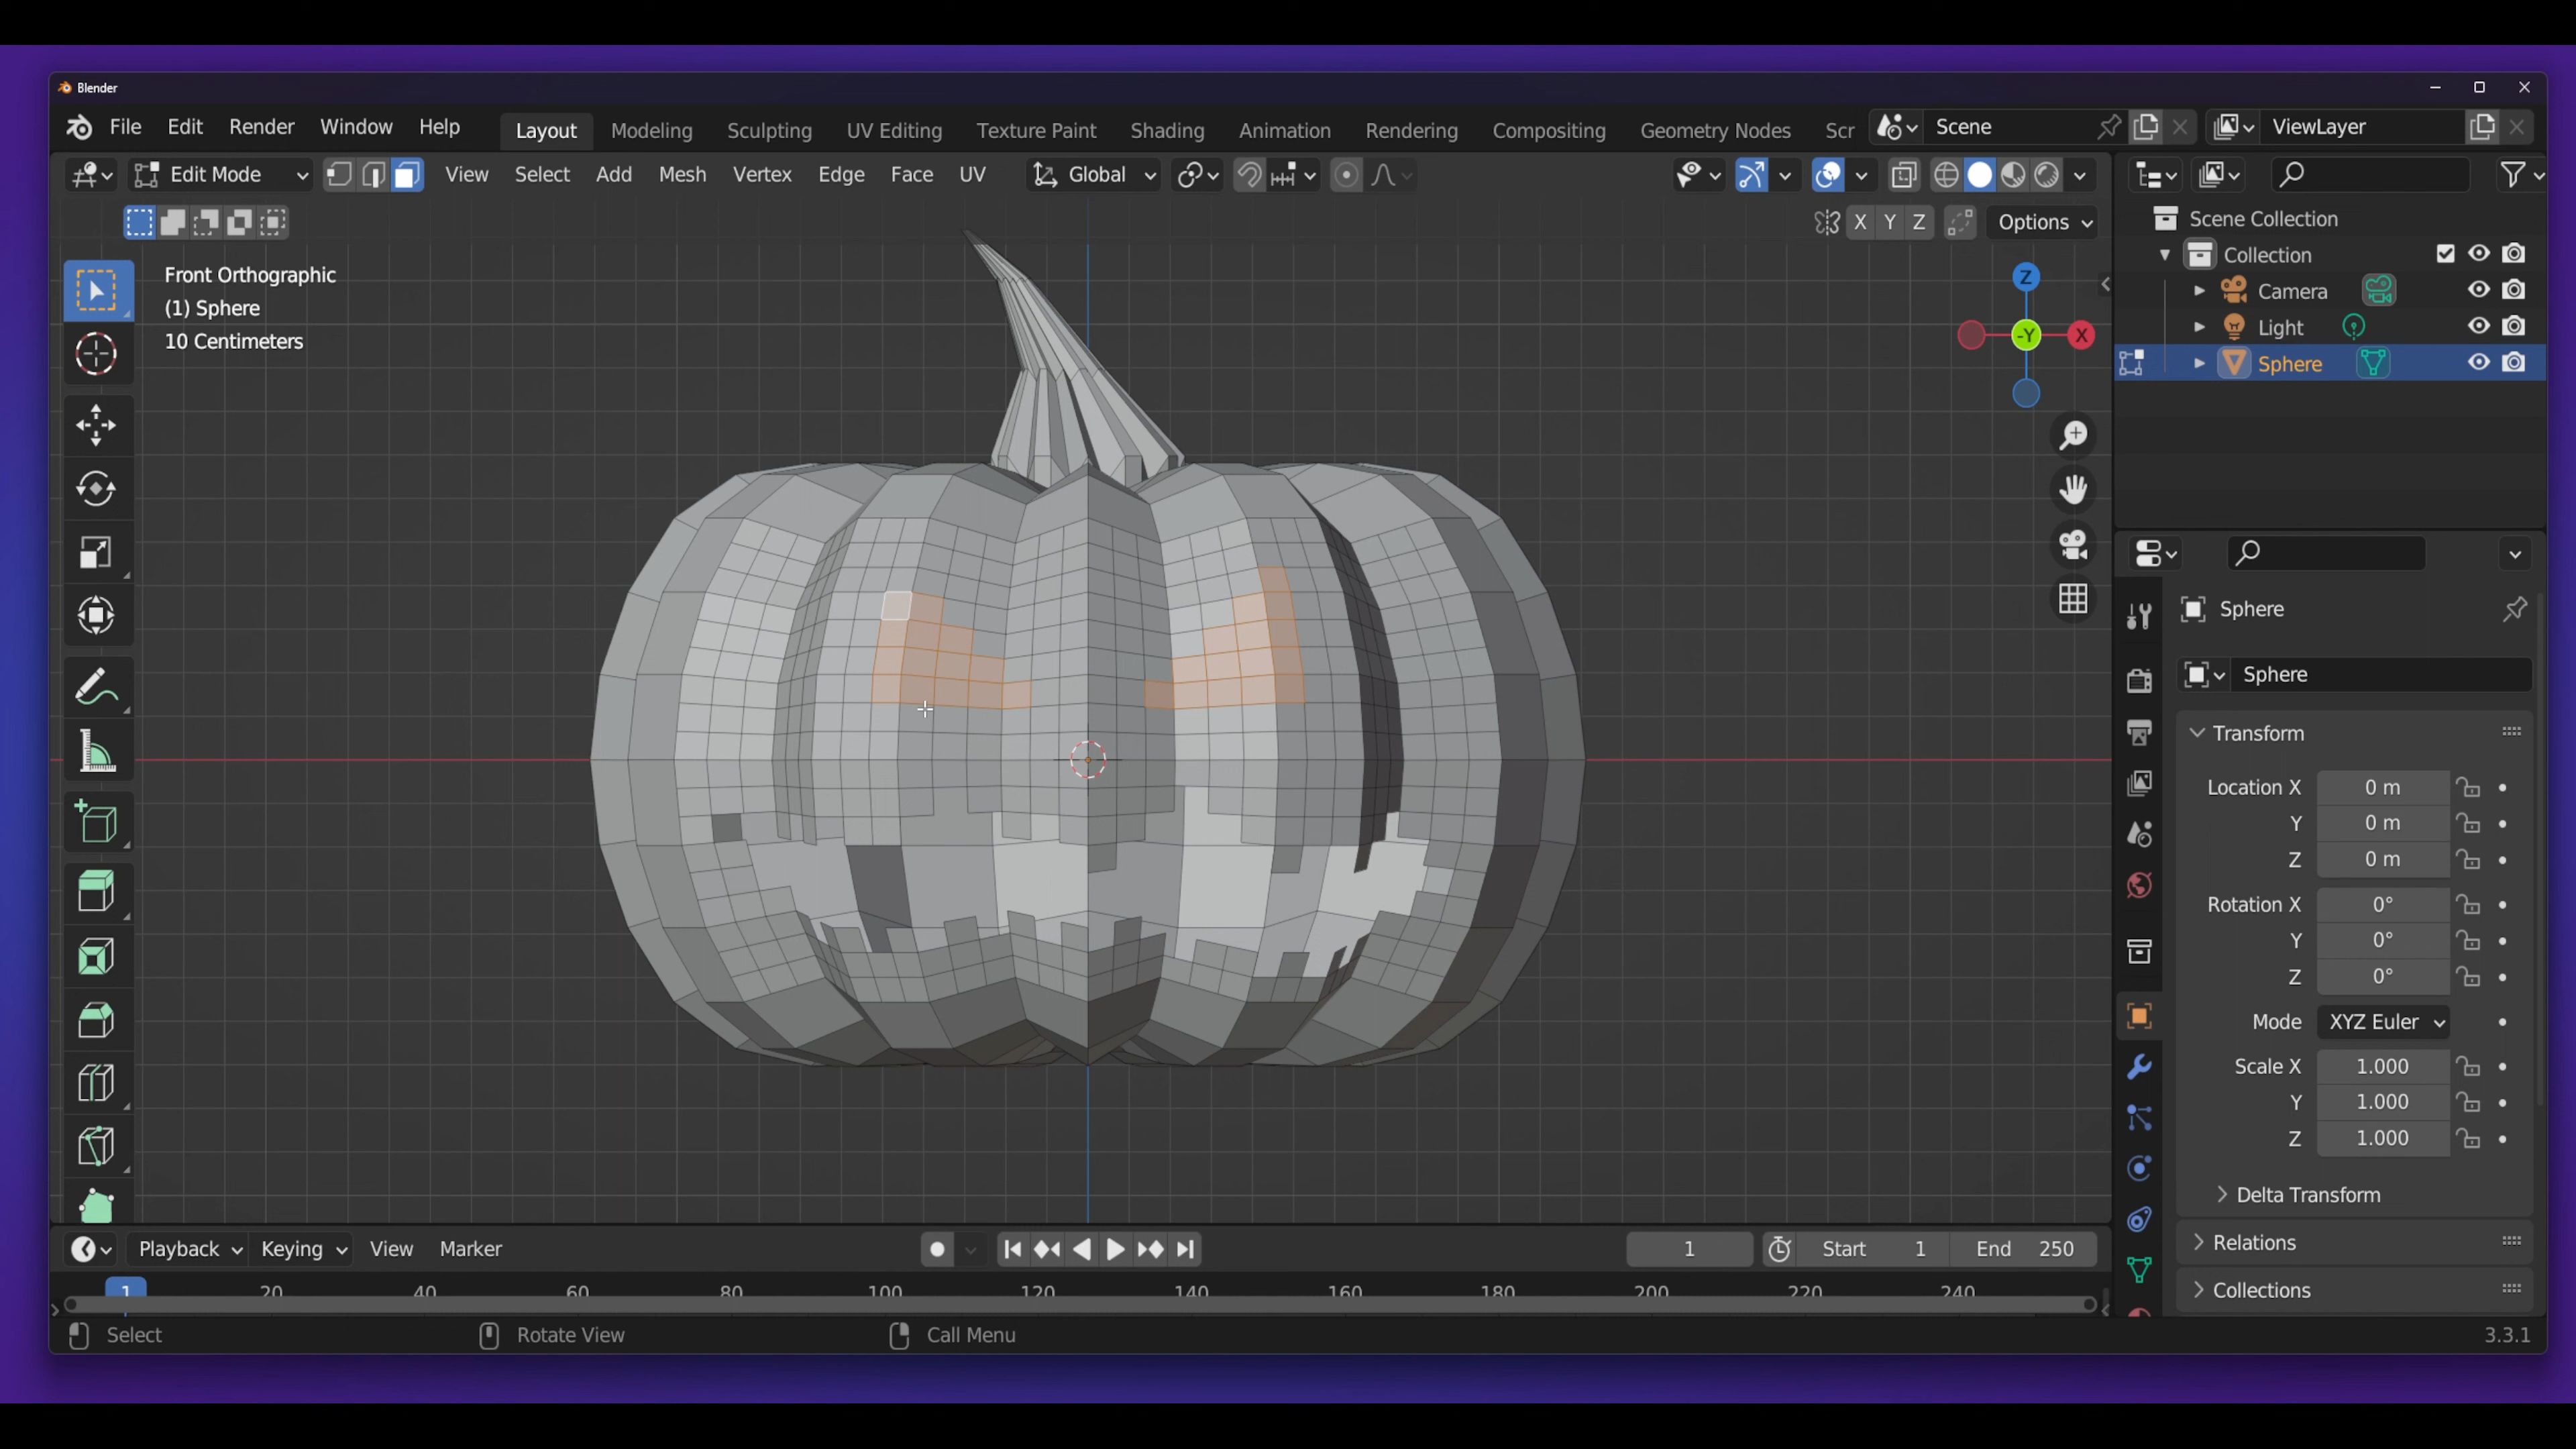 Blender
File Edit Render Window Help Layout Modeling Sculpting UV Editing Texture Paint Shading Animation Rendering Compositing Geometry Nodes Scr Scene ViewLayer
Edit Mode View Select Add Mesh Vertex Edge Face UV Global
X Y Z Options
Front Orthographic
(1) Sphere
10 Centimeters
Z
-Y X
Scene Collection
Collection
Camera
Light
Sphere
Sphere
Sphere
Transform
Location X 0 m
Y 0 m
Z 0 m
Rotation X 0°
Y 0°
Z 0°
Mode XYZ Euler
Scale X 1.000
Y 1.000
Z 1.000
Delta Transform
Relations
Collections
Playback Keying View Marker 1 Start 1 End 250
1 20 40 60 80 100 120 140 160 180 200 220 240
Select Rotate View Call Menu 3.3.1